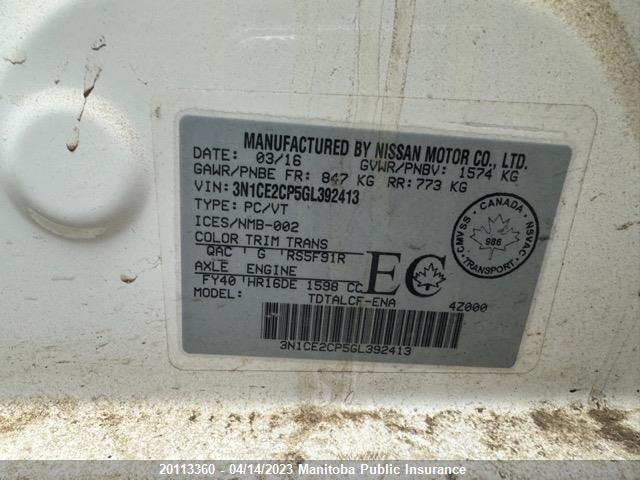 MANUFACTURED BY NISSAN MOTOR CO., LTD.
DATE: 03/16 GVWR/PNBV: 1574 KG
GAWR/PNBE FR: 847 KG RR: 773 KG
VIN: 3N1CE2CP5GL392413
TYPE: PC/VT
ICES/NMB-002
COLOR TRIM TRANS
QAC G RS5F91R
AXLE ENGINE
FY40 HR16DE 1598 CC
MODEL: TDTALCF-ENA 4Z000
EC
CANADA
CMVSS NSVAC
986
TRANSPORT
3N1CE2CP5GL392413
20113360 - 04/14/2023 Manitoba Public Insurance